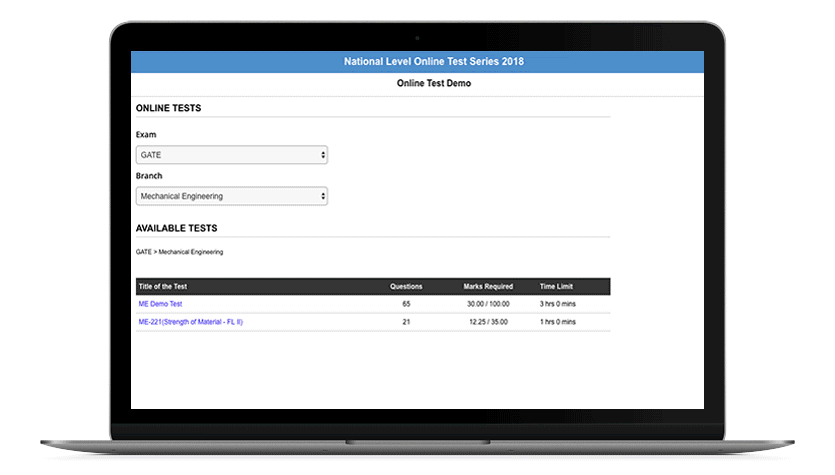 National Level Online Test Series 2018
Online Test Demo
ONLINE TESTS
Exam
GATE
Branch
Mechanical Engineering
AVAILABLE TESTS
GATE > Mechanical Engineering
Title of the Test Questions Marks Required Time Limit
ME Demo Test 65 30.00 / 100.00 3 hrs 0 mins
ME-221(Strength of Material - FL II) 21 12.25 / 35.00 1 hrs 0 mins